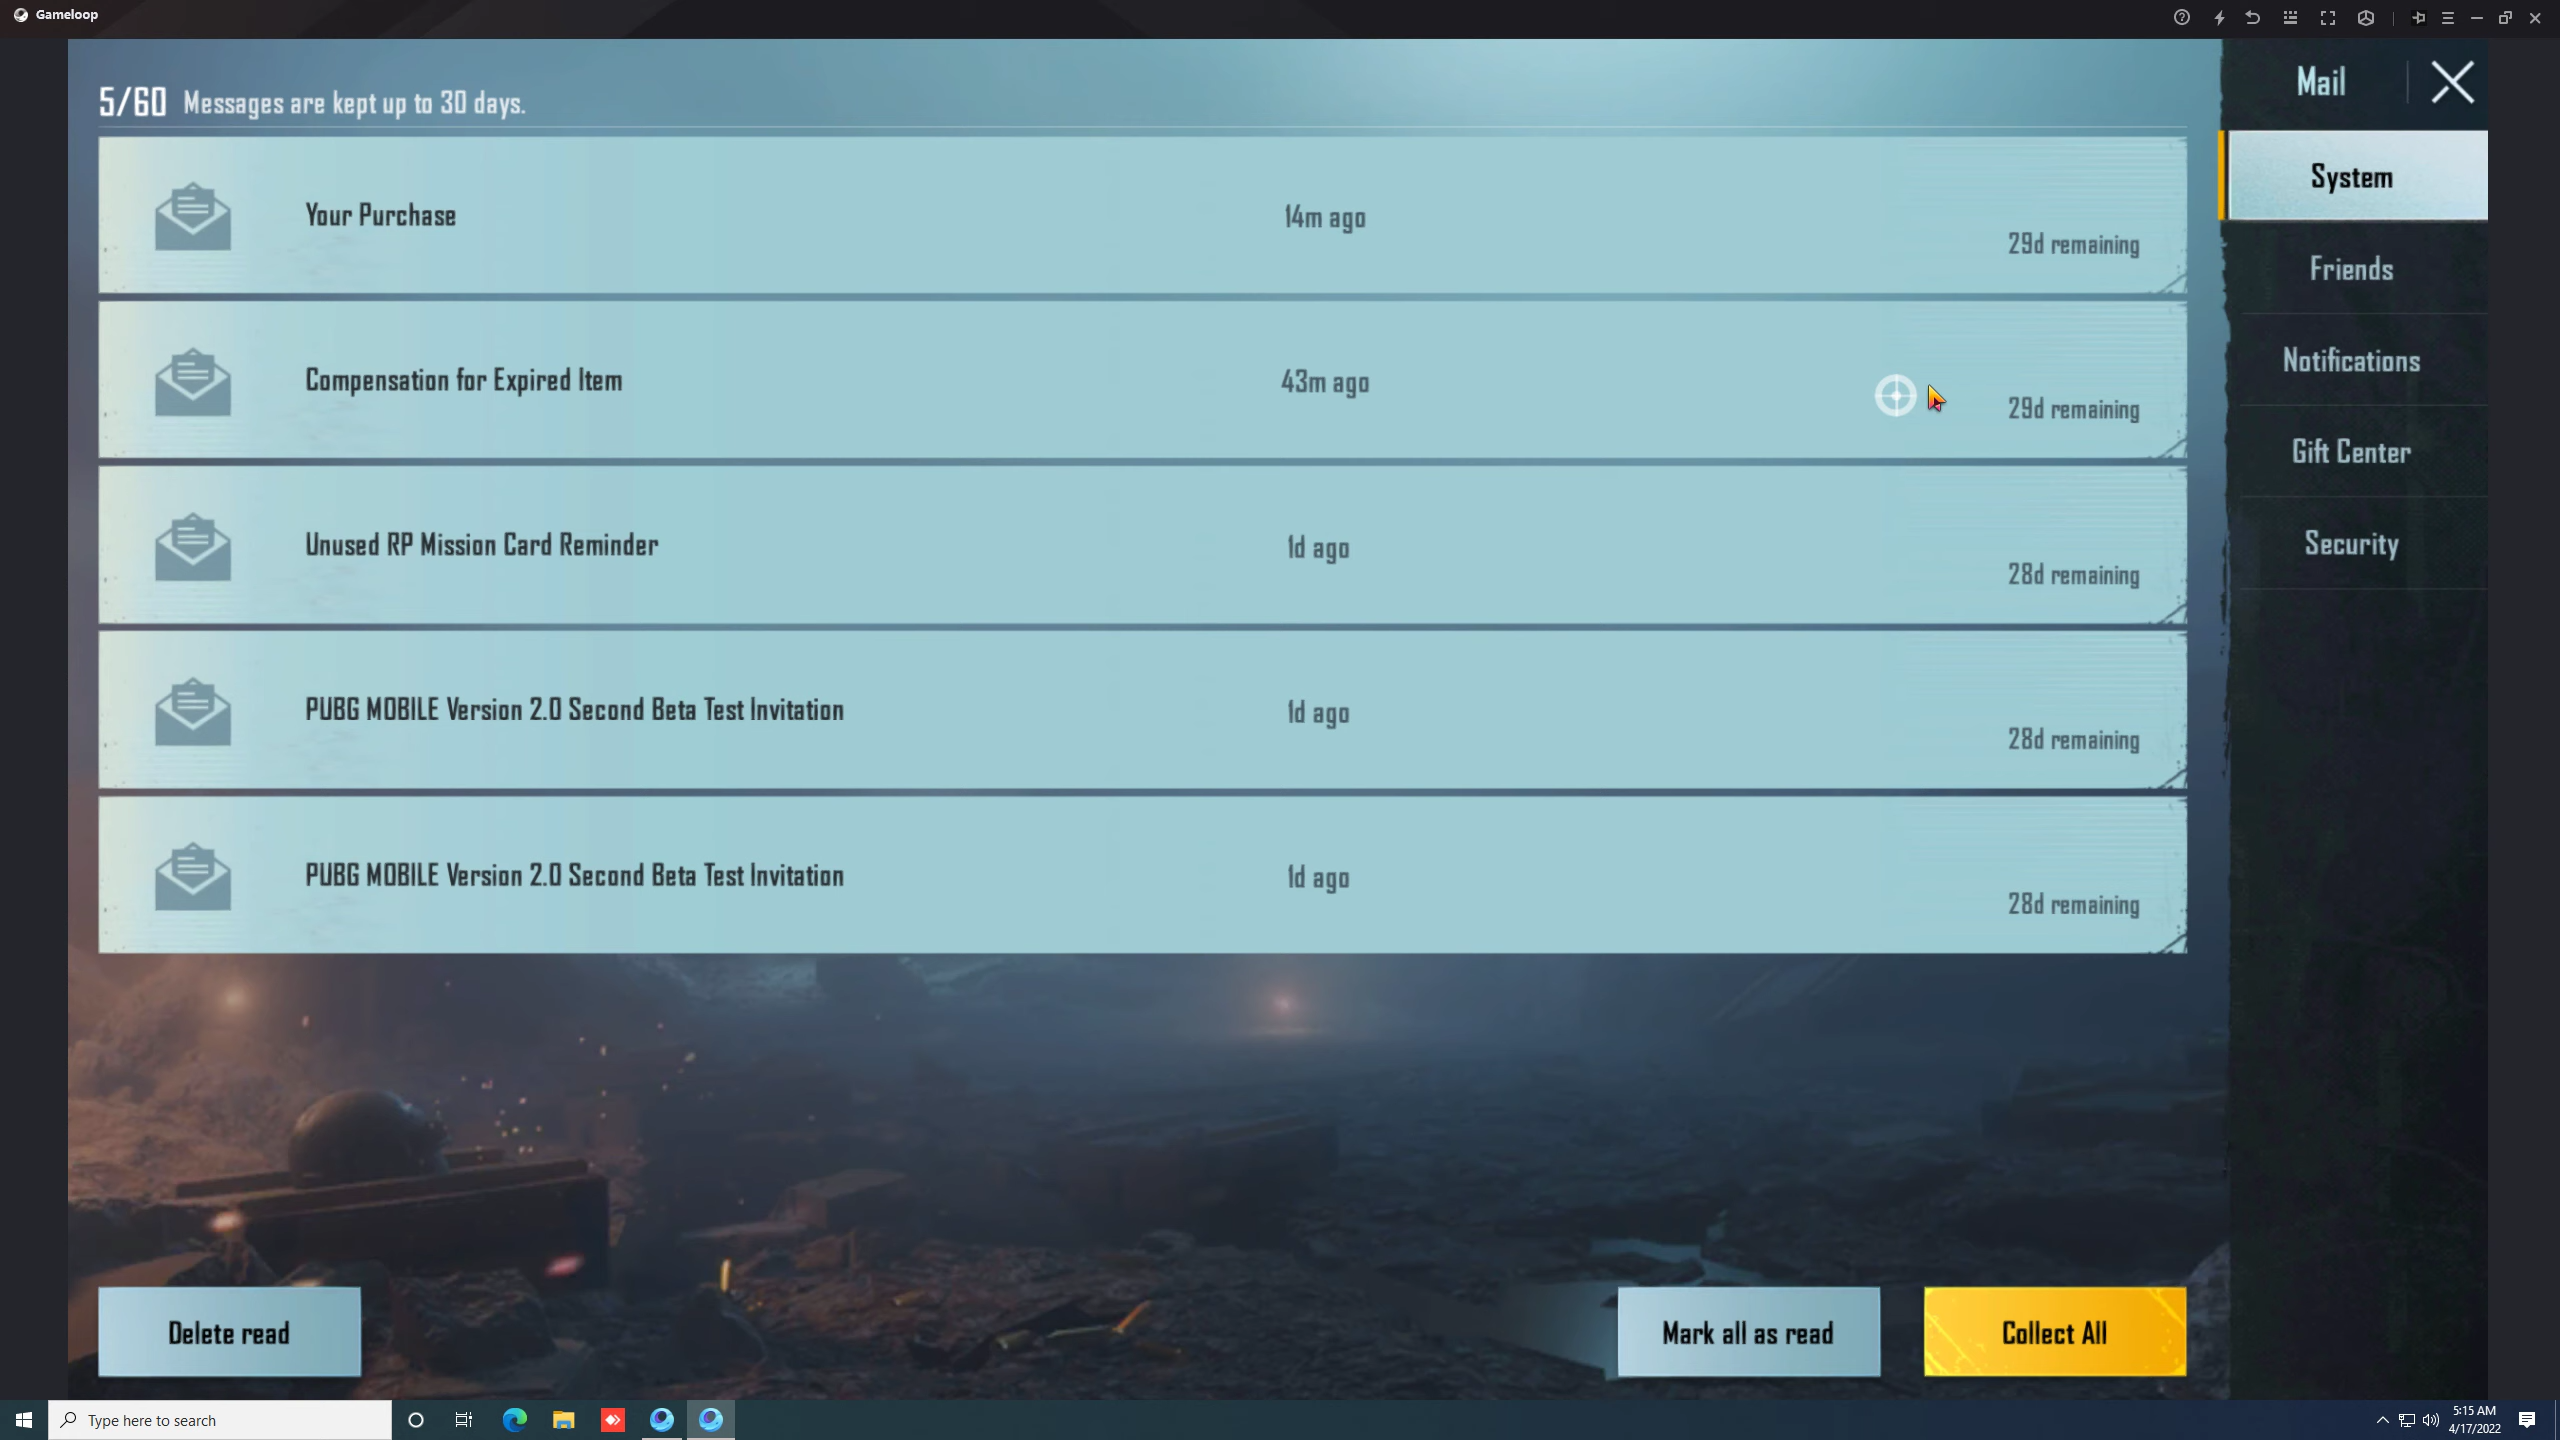 Gameloop
5/60 Messages are kept up to 30 days.
Mail
Your Purchase
14m ago
29d remaining
Compensation for Expired Item
43m ago
29d remaining
Unused RP Mission Card Reminder
1d ago
28d remaining
PUBG MOBILE Version 2.0 Second Beta Test Invitation
1d ago
28d remaining
PUBG MOBILE Version 2.0 Second Beta Test Invitation
1d ago
28d remaining
System
Friends
Notifications
Gift Center
Security
Delete read
Mark all as read
Collect All
Type here to search
5:15 AM
4/17/2022